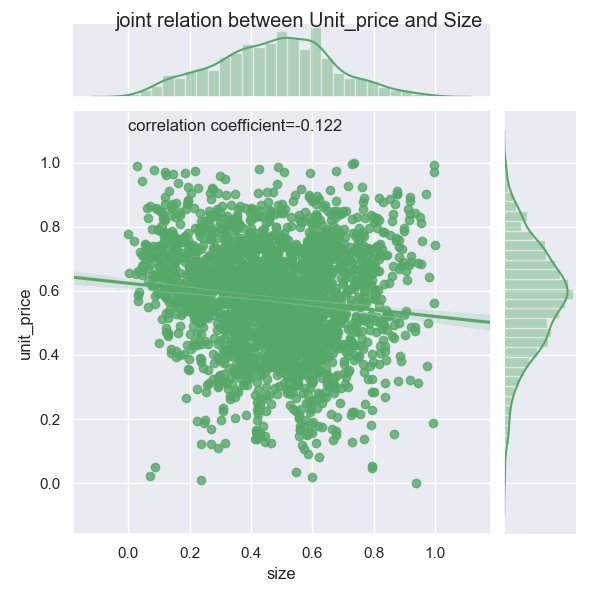 joint relation between Unit_price and Size
correlation coefficient=-0.122
1.0
0.8
0.6
0.4
0.2
0.0
unit_price
0.0 0.2 0.4 0.6 0.8 1.0
size